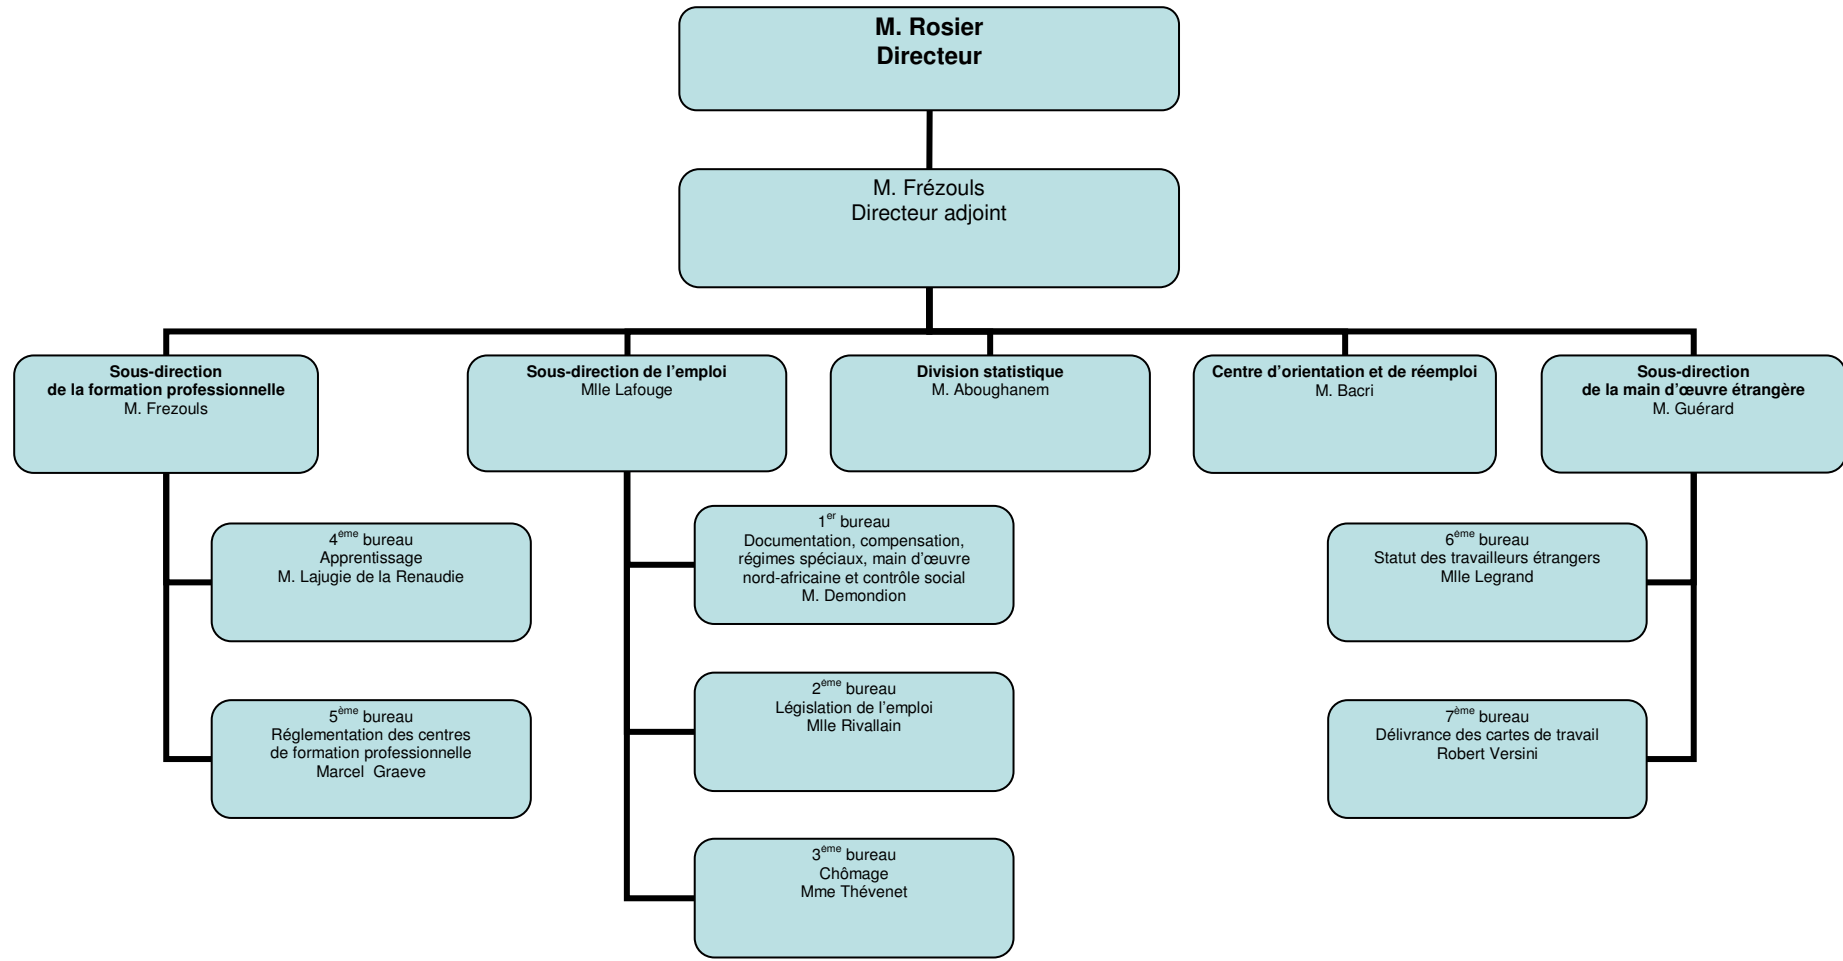 M. Rosier
Directeur
M. Frézouls
Directeur adjoint
Sous-direction
de la formation professionnelle
M. Frezouls
Sous-direction de l’emploi
Mlle Lafouge
Division statistique
M. Aboughanem
Centre d’orientation et de réemploi
M. Bacri
Sous-direction
de la main d’œuvre étrangère
M. Guérard
4ème bureau
Apprentissage
M. Lajugie de la Renaudie
5ème bureau
Réglementation des centres
de formation professionnelle
Marcel  Graeve
1er bureau
Documentation, compensation,
régimes spéciaux, main d’œuvre
nord-africaine et contrôle social
M. Demondion
2ème bureau
Législation de l’emploi
Mlle Rivallain
3ème bureau
Chômage
Mme Thévenet
6ème bureau
Statut des travailleurs étrangers
Mlle Legrand
7ème bureau
Délivrance des cartes de travail
Robert Versini